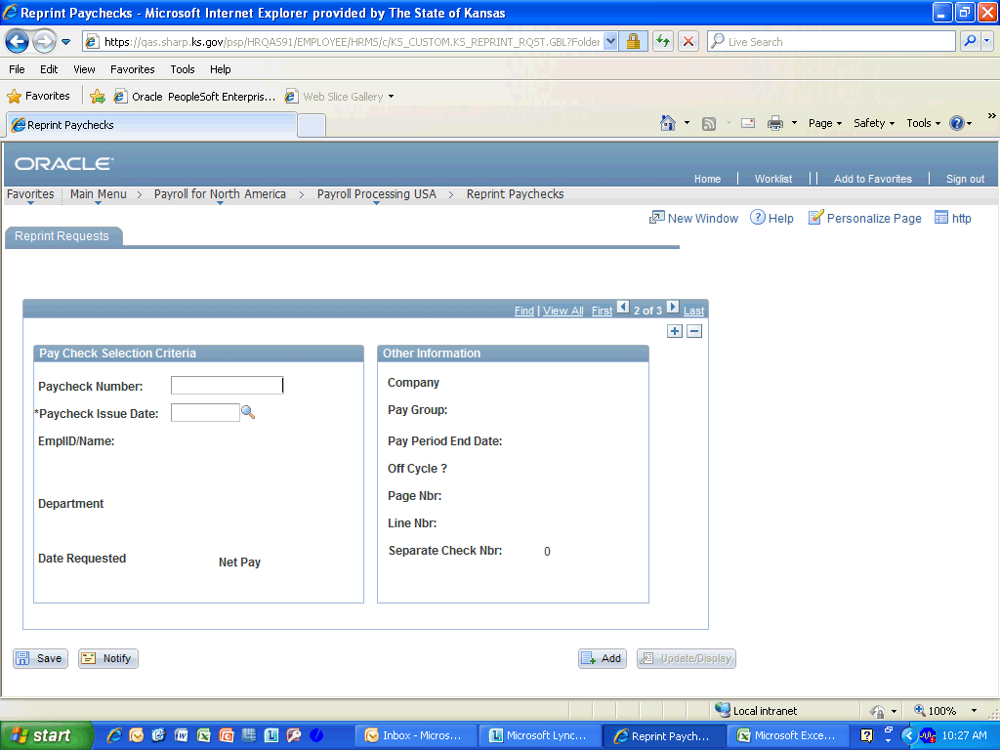 Reprint Paychecks - Microsoft Internet Explorer provided by The State of Kansas
https://qas.sharp.ks.gov/psp/HRQAS91/EMPLOYEE/HRMS/c/KS_CUSTOM.KS_REPRINT_RQST.GBL?Folder
Live Search
File Edit View Favorites Tools Help
Favorites Oracle PeopleSoft Enterpris... Web Slice Gallery
Reprint Paychecks
Page Safety Tools »
ORACLE
Home | Worklist | | Add to Favorites | Sign out
Favorites Main Menu > Payroll for North America > Payroll Processing USA > Reprint Paychecks
New Window Help Personalize Page http
Reprint Requests
Find | View All First 2 of 3 Last
Pay Check Selection Criteria
Paycheck Number:
*Paycheck Issue Date:
EmplID/Name:
Department
Date Requested
Net Pay
Other Information
Company
Pay Group:
Pay Period End Date:
Off Cycle ?
Page Nbr:
Line Nbr:
Separate Check Nbr: 0
Save Notify Add Update/Display
Local intranet 100%
start Inbox - Micros... Microsoft Lync... Reprint Paych... Microsoft Exce... 10:27 AM